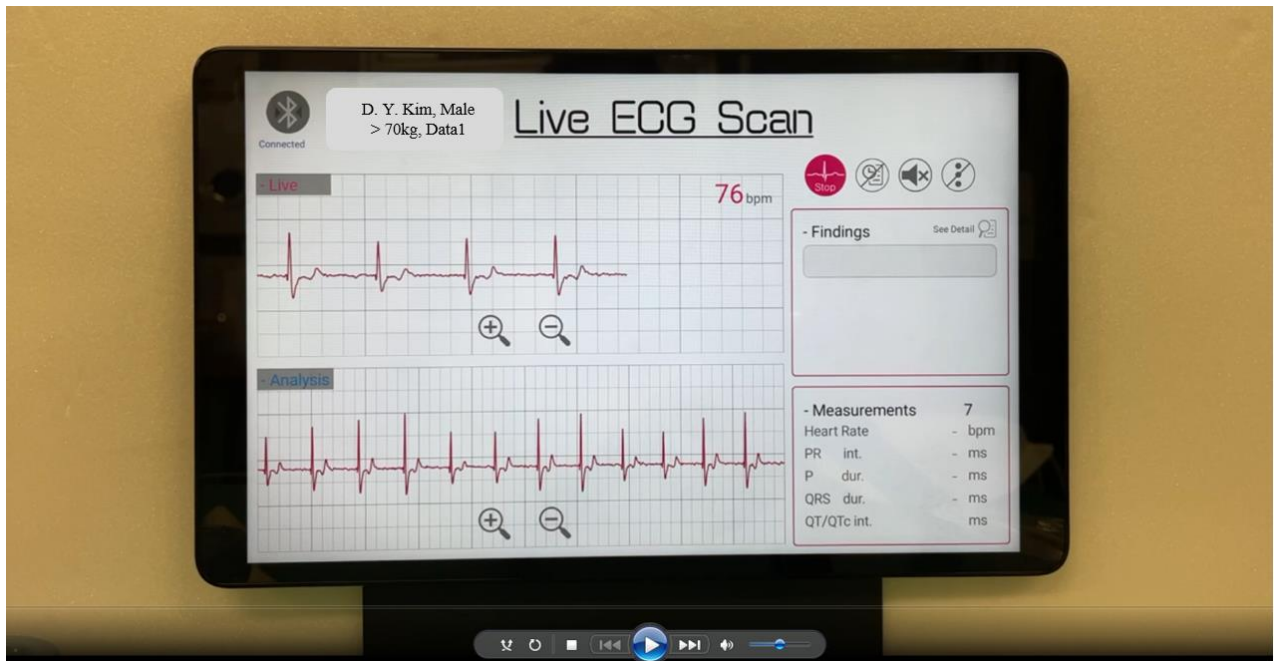 D. Y. Kim, Male
> 70kg, Data1
Live ECG Scan
Connected
- Live
76 bpm
Stop
- Findings
See Detail
- Analysis
- Measurements 7
Heart Rate - bpm
PR int. - ms
P dur. - ms
QRS dur. - ms
QT/QTc int. ms